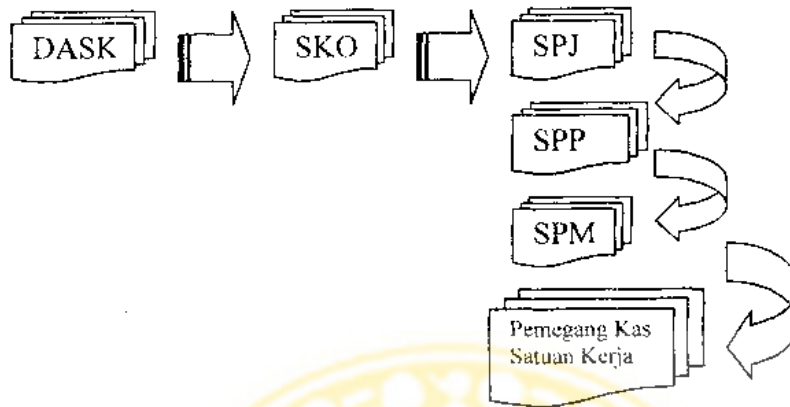 DASK
SKO
SPJ
SPP
SPM
Pemegang Kas
Satuan Kerja